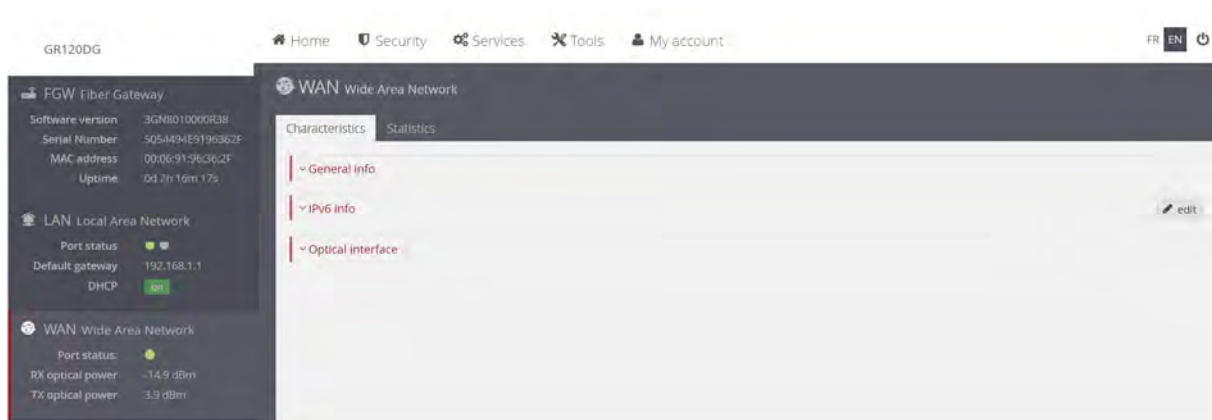 GR120DG
Home Security Services Tools My account FR EN
FGW Fiber Gateway
Software version 3GN8010000R38
Serial Number 5054494E9196362F
MAC address 00:06:91:96:36:2F
Uptime 0d 2h 16m 17s
LAN Local Area Network
Port status
Default gateway 192.168.1.1
DHCP on
WAN Wide Area Network
Port status
RX optical power -14.9 dBm
TX optical power 3.9 dBm
WAN Wide Area Network
Characteristics Statistics
General info
IPv6 info edit
Optical interface